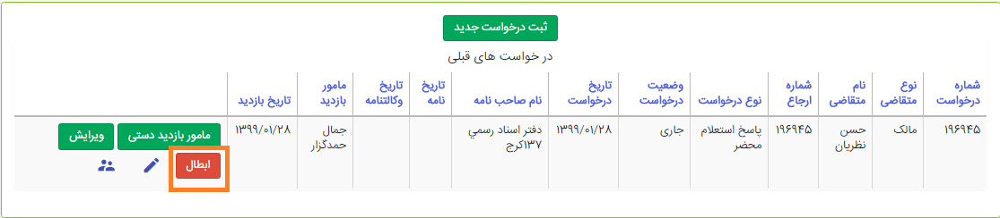 ثبت درخواست جدید
در خواست های قبلی
شماره درخواست
نوع متقاضی
نام متقاضی
شماره ارجاع
نوع درخواست
وضعیت درخواست
تاریخ درخواست
نام صاحب نامه
تاریخ نامه
تاریخ وکالتنامه
مامور بازدید
تاریخ بازدید
۱۹۶۹۴۵
مالک
حسن نظریان
۱۹۶۹۴۵
پاسخ استعلام محضر
جاری
۱۳۹۹/۰۱/۲۸
دفتر اسناد رسمي ۱۳۷کرج
جمال حمدگزار
۱۳۹۹/۰۱/۲۸
مامور بازدید دستی
ویرایش
ابطال